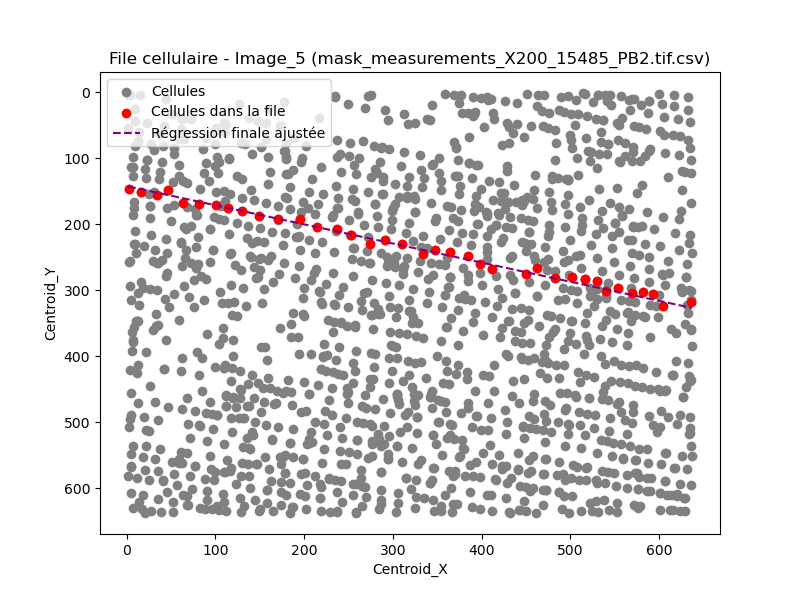 File cellulaire - Image_5 (mask_measurements_X200_15485_PB2.tif.csv)
Cellules
Cellules dans la file
Régression finale ajustée
Centroid_Y
0
100
200
300
400
500
600
0 100 200 300 400 500 600
Centroid_X